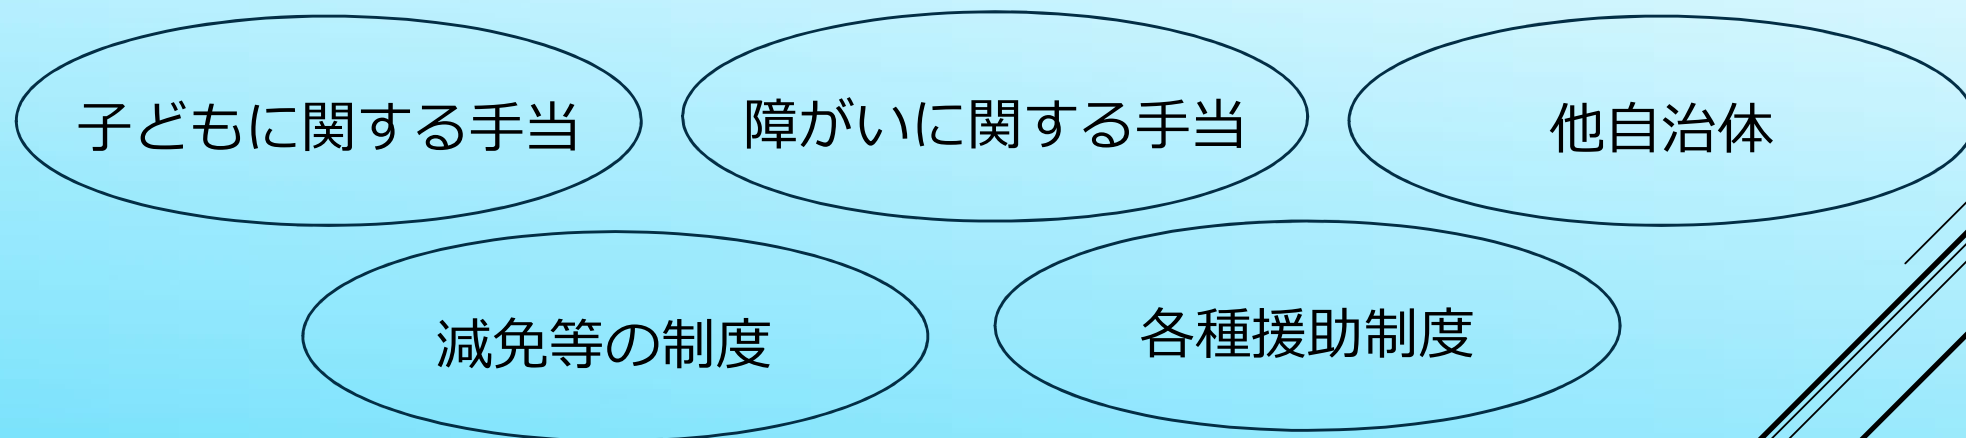 子どもに関する手当
障がいに関する手当
他自治体
減免等の制度
各種援助制度